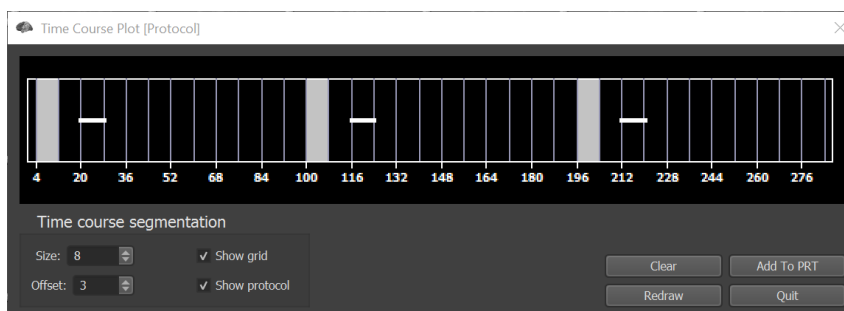 Time Course Plot [Protocol]
4 20 36 52 68 84 100 116 132 148 164 180 196 212 228 244 260 276
Time course segmentation
Size: 8 Show grid
Clear Add To PRT
Offset: 3 Show protocol
Redraw Quit